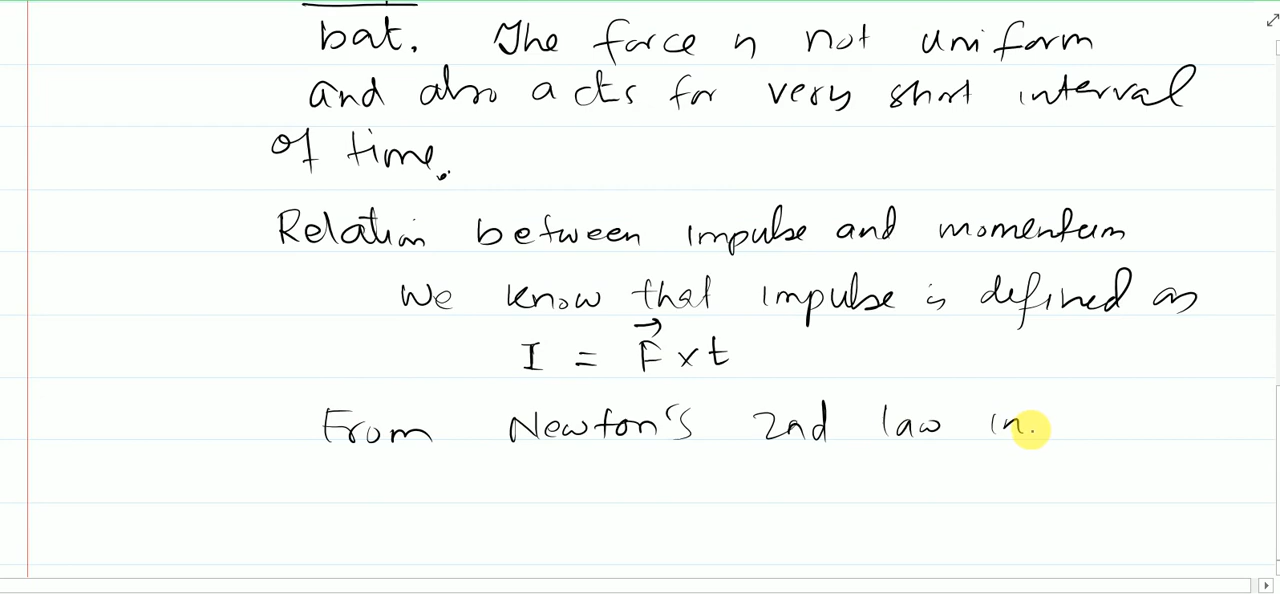 bat. The force is not uniform
and also acts for very short interval
of time.
Relation between impulse and momentum
We know that impulse is defined as
I = F⃗ × t
From Newton's 2nd law in